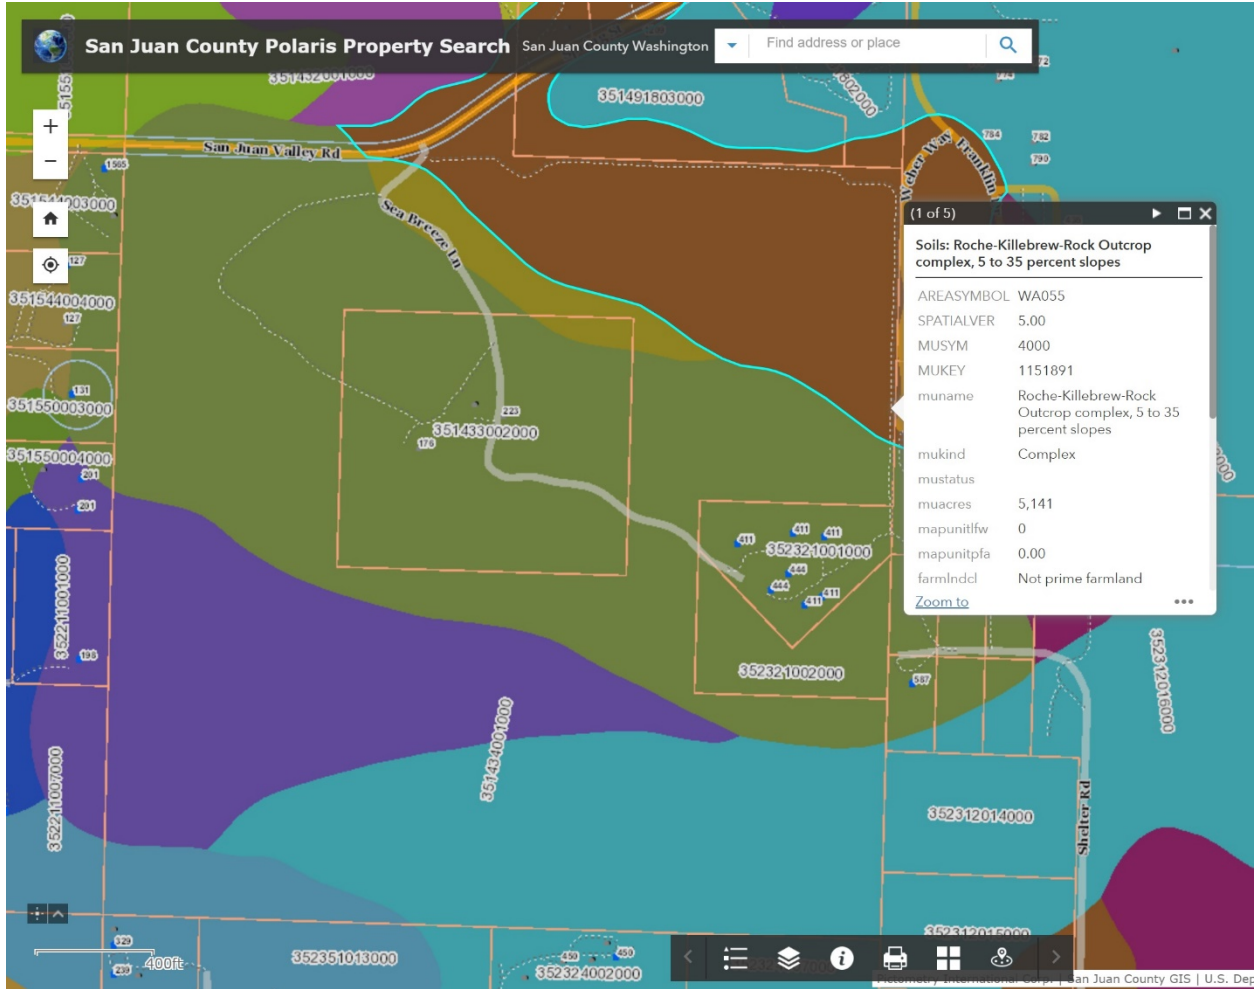 San Juan County Polaris Property Search San Juan County Washington Find address or place
351491803000
784
782
790
San Juan Valley Rd
1565
Weber Way
Franklin
351544003000
Sea Breeze Ln
127
351544004000
127
131
351550003000
223
351433002000
176
351550004000
201
201
411
411
411
352321001000
444
444
411
411
352211001000
198
352321002000
587
352312016000
351434001000
352211007000
352312014000
Shelter Rd
352312015000
329
239
400ft
352351013000
450
450
352324002000
(1 of 5)
Soils: Roche-Killebrew-Rock Outcrop
complex, 5 to 35 percent slopes
AREASYMBOL WA055
SPATIALVER 5.00
MUSYM 4000
MUKEY 1151891
muname Roche-Killebrew-Rock
Outcrop complex, 5 to 35
percent slopes
mukind Complex
mustatus
muacres 5,141
mapunitlfw 0
mapunitpfa 0.00
farmlndcl Not prime farmland
Zoom to
Pictometry International Corp. | San Juan County GIS | U.S. Dep